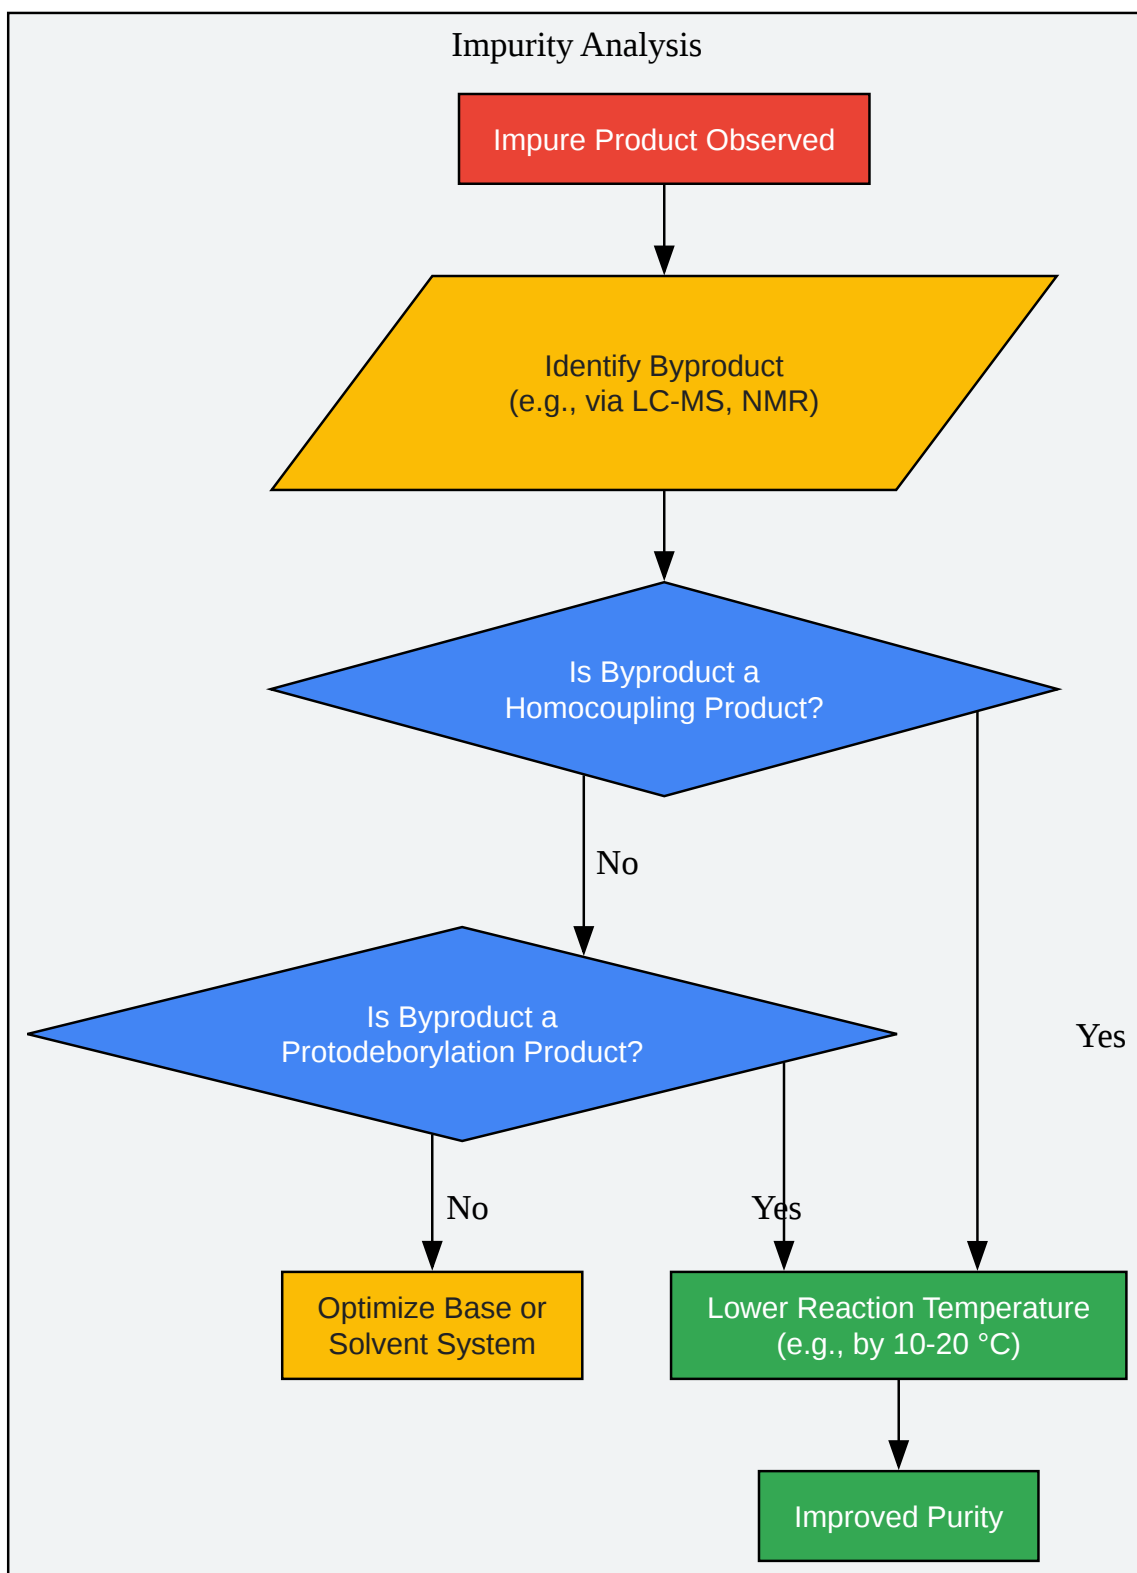 Impurity Analysis
Impure Product Observed
Identify Byproduct
(e.g., via LC-MS, NMR)
Is Byproduct a
Homocoupling Product?
No
Is Byproduct a
Protodeborylation Product?
Yes
No
Yes
Optimize Base or
Solvent System
Lower Reaction Temperature
(e.g., by 10-20 °C)
Improved Purity